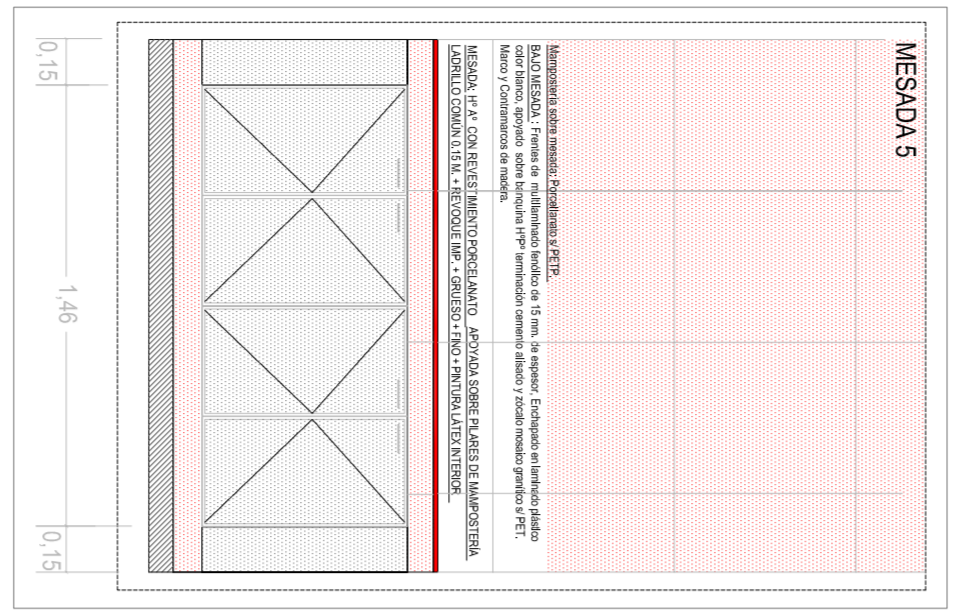 MESADA 5
Mampostería sobre mesada: Porcellanato s/ PETP.
BAJO MESADA : Frentes de multilaminado fenólico de 15 mm. de espesor, Enchapado en laminado plástico
color blanco, apoyado sobre banquina HºPº terminación cemento alisado y zócalo mosaico granítico s/ PET.
Marco y Contramarcos de madera.
MESADA: Hº Aº CON REVESTIMIENTO PORCELANATO APOYADA SOBRE PILARES DE MAMPOSTERÍA
LADRILLO COMÚN 0,15 M. + REVOQUE IMP. + GRUESO + FINO + PINTURA LÁTEX INTERIOR
0,15
1,46
0,15